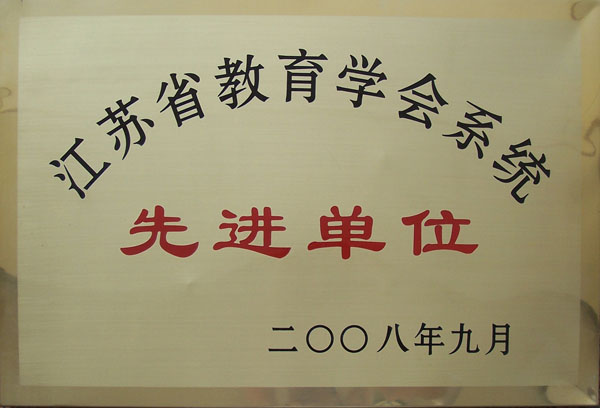 江苏省教育学会系统
先进单位
二〇〇八年九月